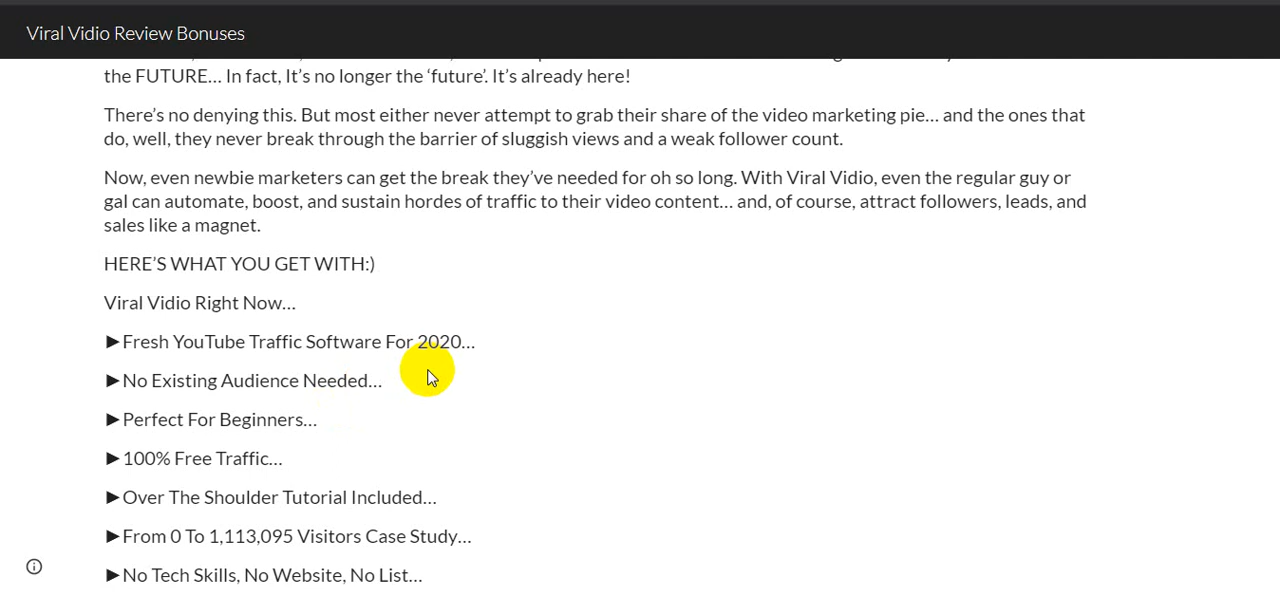 Viral Vidio Review Bonuses
the FUTURE… In fact, It’s no longer the ‘future’. It’s already here!
There’s no denying this. But most either never attempt to grab their share of the video marketing pie… and the ones that
do, well, they never break through the barrier of sluggish views and a weak follower count.
Now, even newbie marketers can get the break they’ve needed for oh so long. With Viral Vidio, even the regular guy or
gal can automate, boost, and sustain hordes of traffic to their video content… and, of course, attract followers, leads, and
sales like a magnet.
HERE’S WHAT YOU GET WITH:)
Viral Vidio Right Now…
►Fresh YouTube Traffic Software For 2020…
►No Existing Audience Needed…
►Perfect For Beginners…
►100% Free Traffic…
►Over The Shoulder Tutorial Included…
►From 0 To 1,113,095 Visitors Case Study…
►No Tech Skills, No Website, No List…